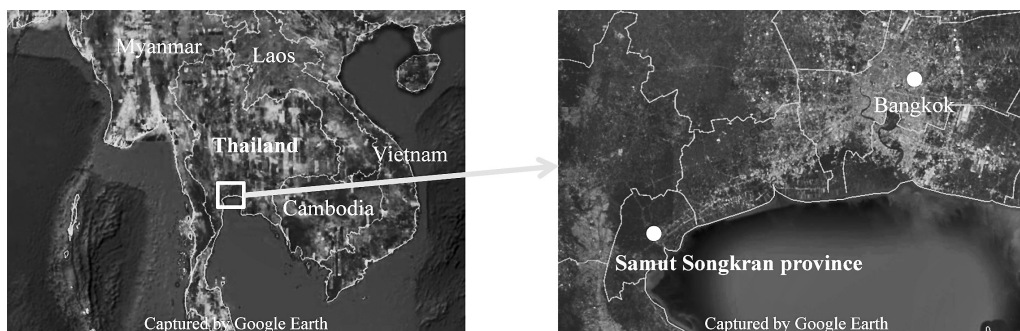 Myanmar
Laos
Thailand
Vietnam
Cambodia
Captured by Google Earth
Bangkok
Samut Songkran province
Captured by Google Earth